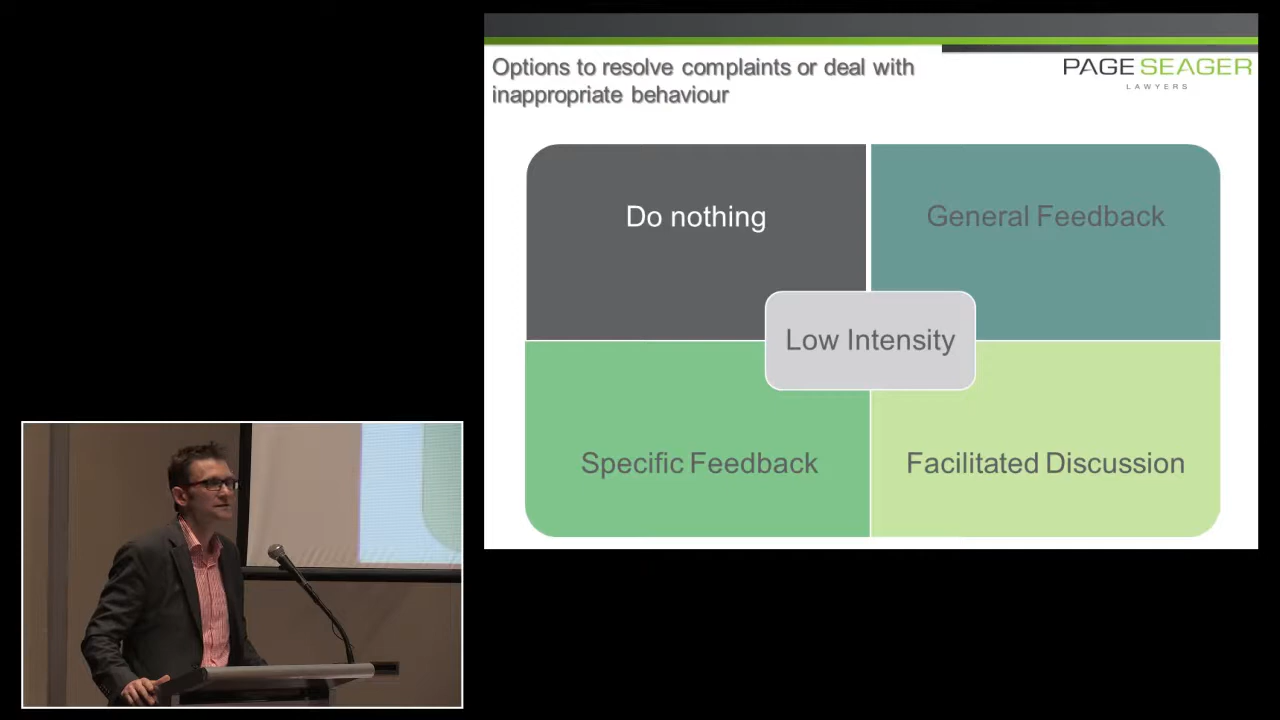 Options to resolve complaints or deal with
inappropriate behaviour
PAGE SEAGER
LAWYERS
Do nothing
General Feedback
Low Intensity
Specific Feedback
Facilitated Discussion